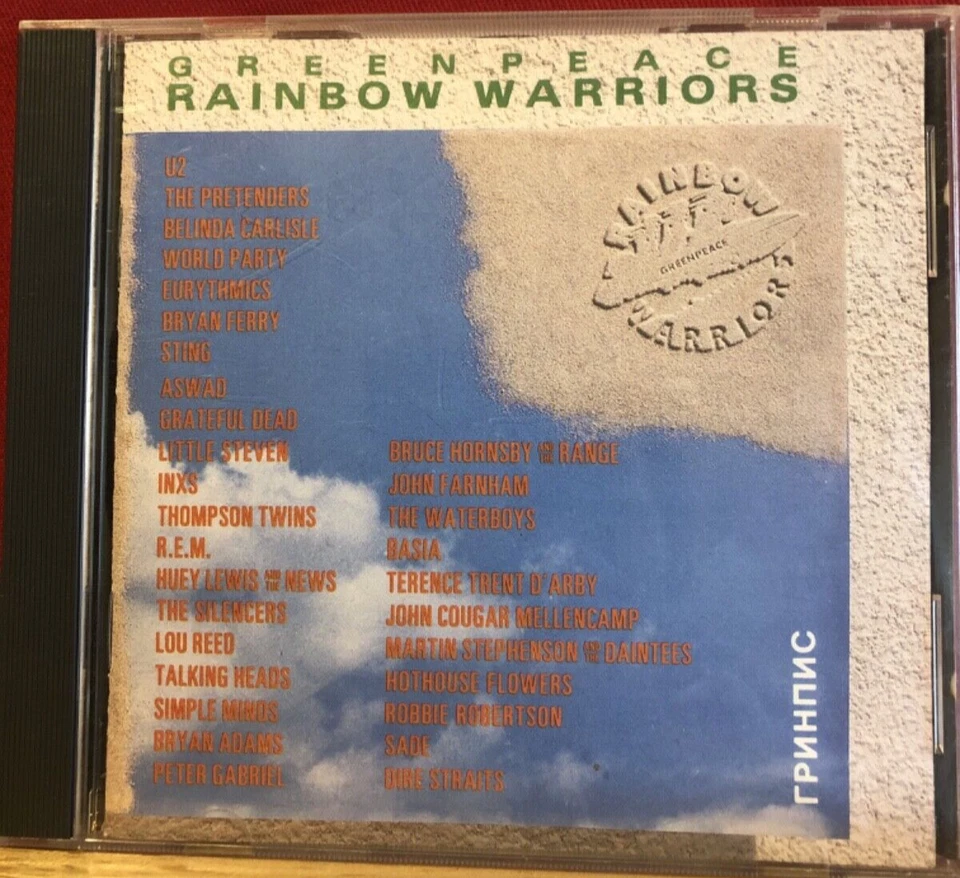 GREENPEACE
RAINBOW WARRIORS
RAINBOW
GREENPEACE
WARRIORS
U2
THE PRETENDERS
BELINDA CARLISLE
WORLD PARTY
EURYTHMICS
BRYAN FERRY
STING
ASWAD
GRATEFUL DEAD
LITTLE STEVEN
INXS
THOMPSON TWINS
R.E.M.
HUEY LEWIS AND THE NEWS
THE SILENCERS
LOU REED
TALKING HEADS
SIMPLE MINDS
BRYAN ADAMS
PETER GABRIEL
BRUCE HORNSBY AND THE RANGE
JOHN FARNHAM
THE WATERBOYS
BASIA
TERENCE TRENT D'ARBY
JOHN COUGAR MELLENCAMP
MARTIN STEPHENSON AND THE DAINTEES
HOTHOUSE FLOWERS
ROBBIE ROBERTSON
SADE
DIRE STRAITS
ГРИНПИС